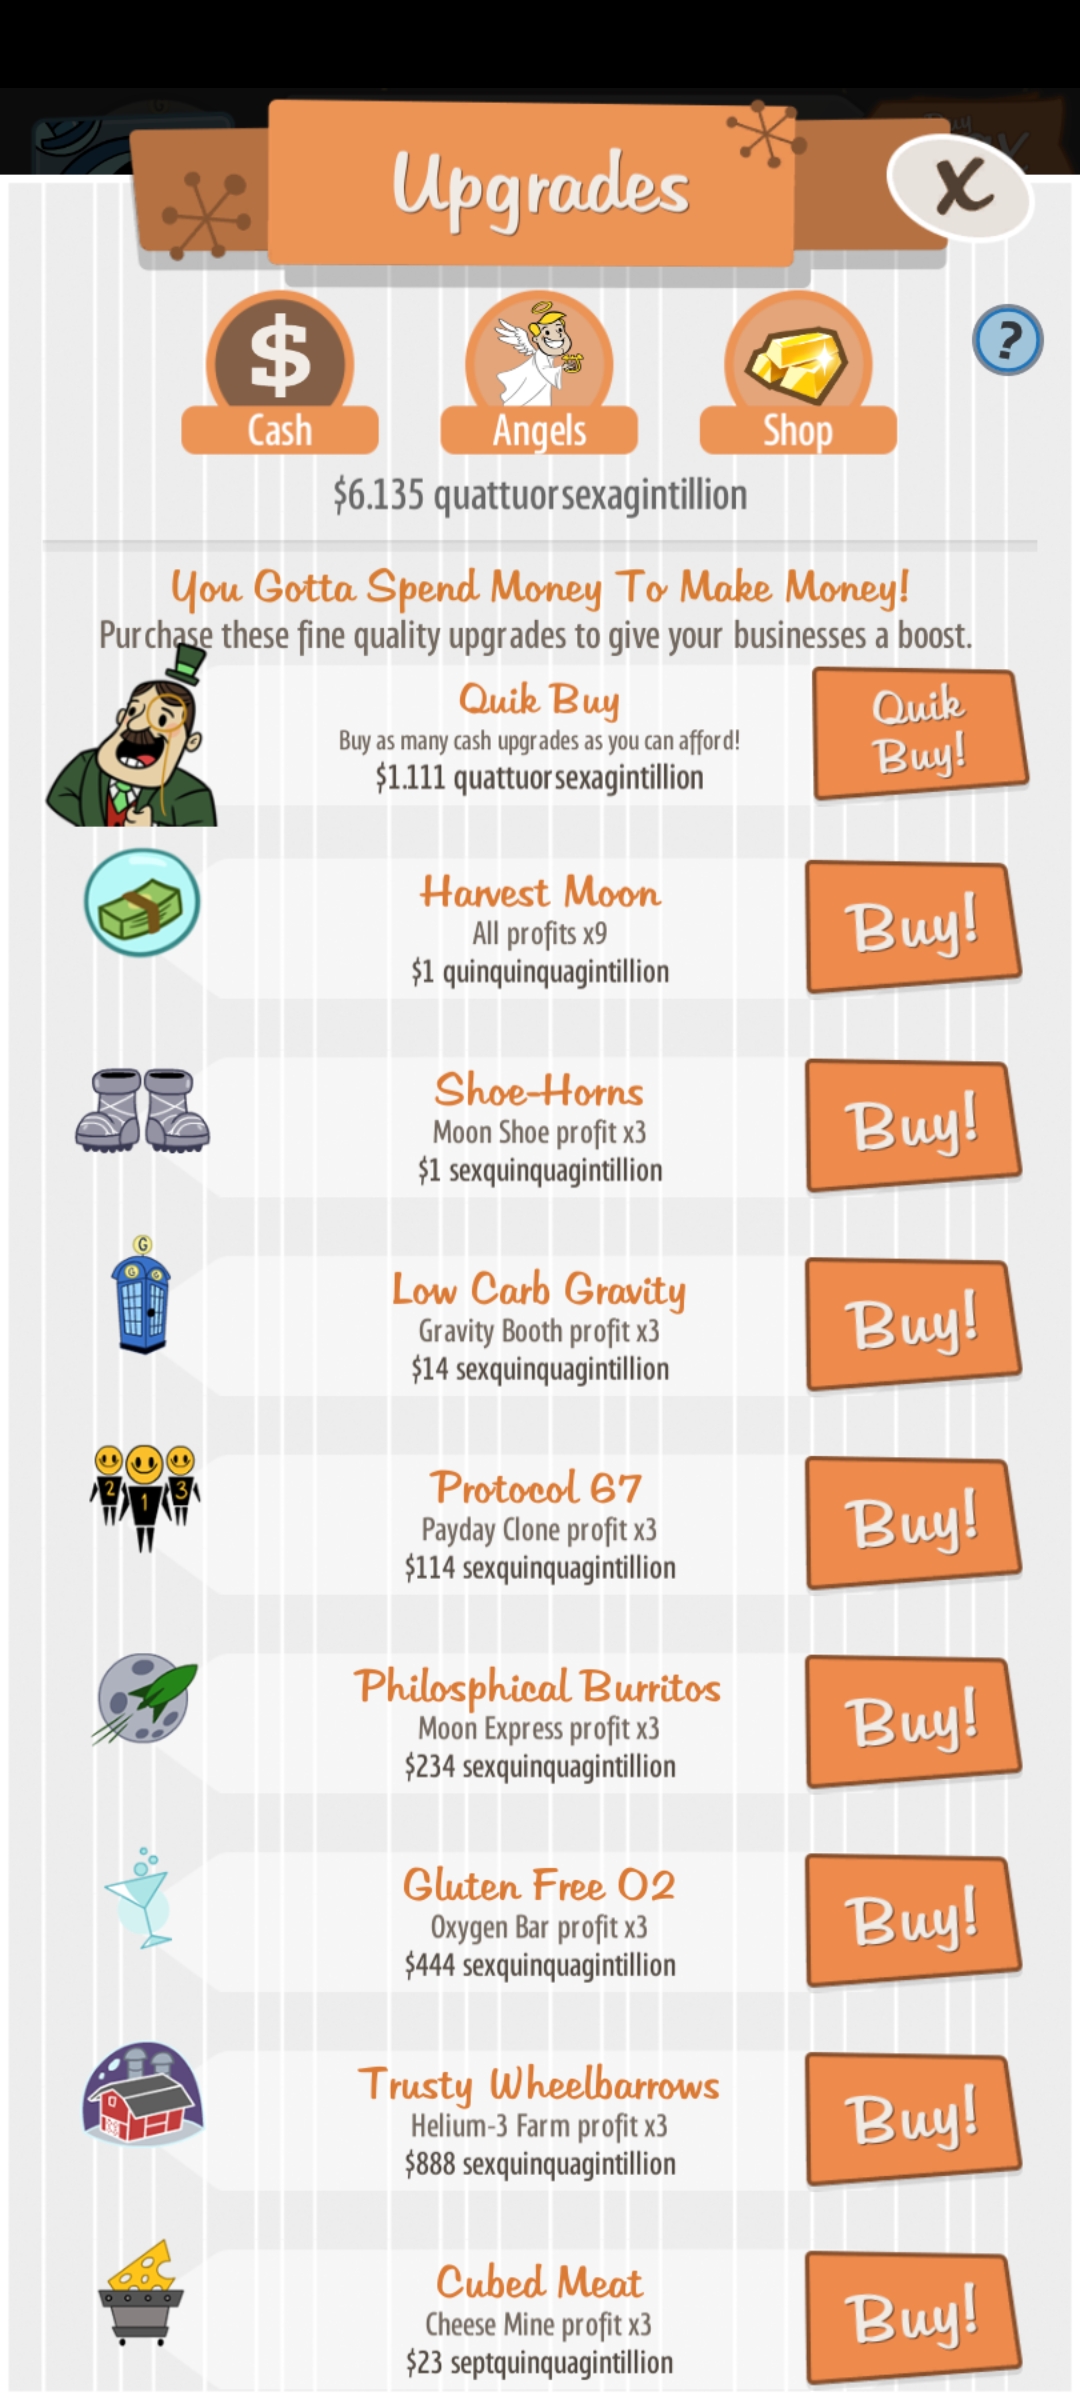 Upgrades
X
$
?
Cash
Angels
Shop
$6.135 quattuorsexagintillion
You Gotta Spend Money To Make Money!
Purchase these fine quality upgrades to give your businesses a boost.
Quik Buy
Buy as many cash upgrades as you can afford!
$1.111 quattuorsexagintillion
Quik
Buy!
Harvest Moon
All profits x9
$1 quinquinquagintillion
Buy!
Shoe-Horns
Moon Shoe profit x3
$1 sexquinquagintillion
Buy!
G
G G
Low Carb Gravity
Gravity Booth profit x3
$14 sexquinquagintillion
Buy!
2 1 3
Protocol 67
Payday Clone profit x3
$114 sexquinquagintillion
Buy!
Philosphical Burritos
Moon Express profit x3
$234 sexquinquagintillion
Buy!
Gluten Free O2
Oxygen Bar profit x3
$444 sexquinquagintillion
Buy!
Trusty Wheelbarrows
Helium-3 Farm profit x3
$888 sexquinquagintillion
Buy!
Cubed Meat
Cheese Mine profit x3
$23 septquinquagintillion
Buy!